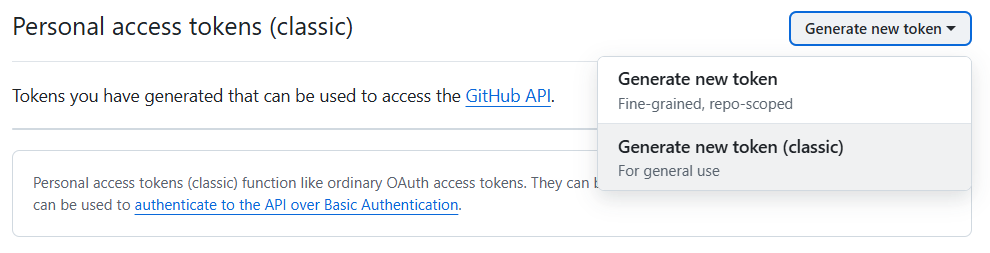 Personal access tokens (classic)
Generate new token
Generate new token
Fine-grained, repo-scoped
Tokens you have generated that can be used to access the GitHub API.
Generate new token (classic)
For general use
Personal access tokens (classic) function like ordinary OAuth access tokens. They can
can be used to authenticate to the API over Basic Authentication.